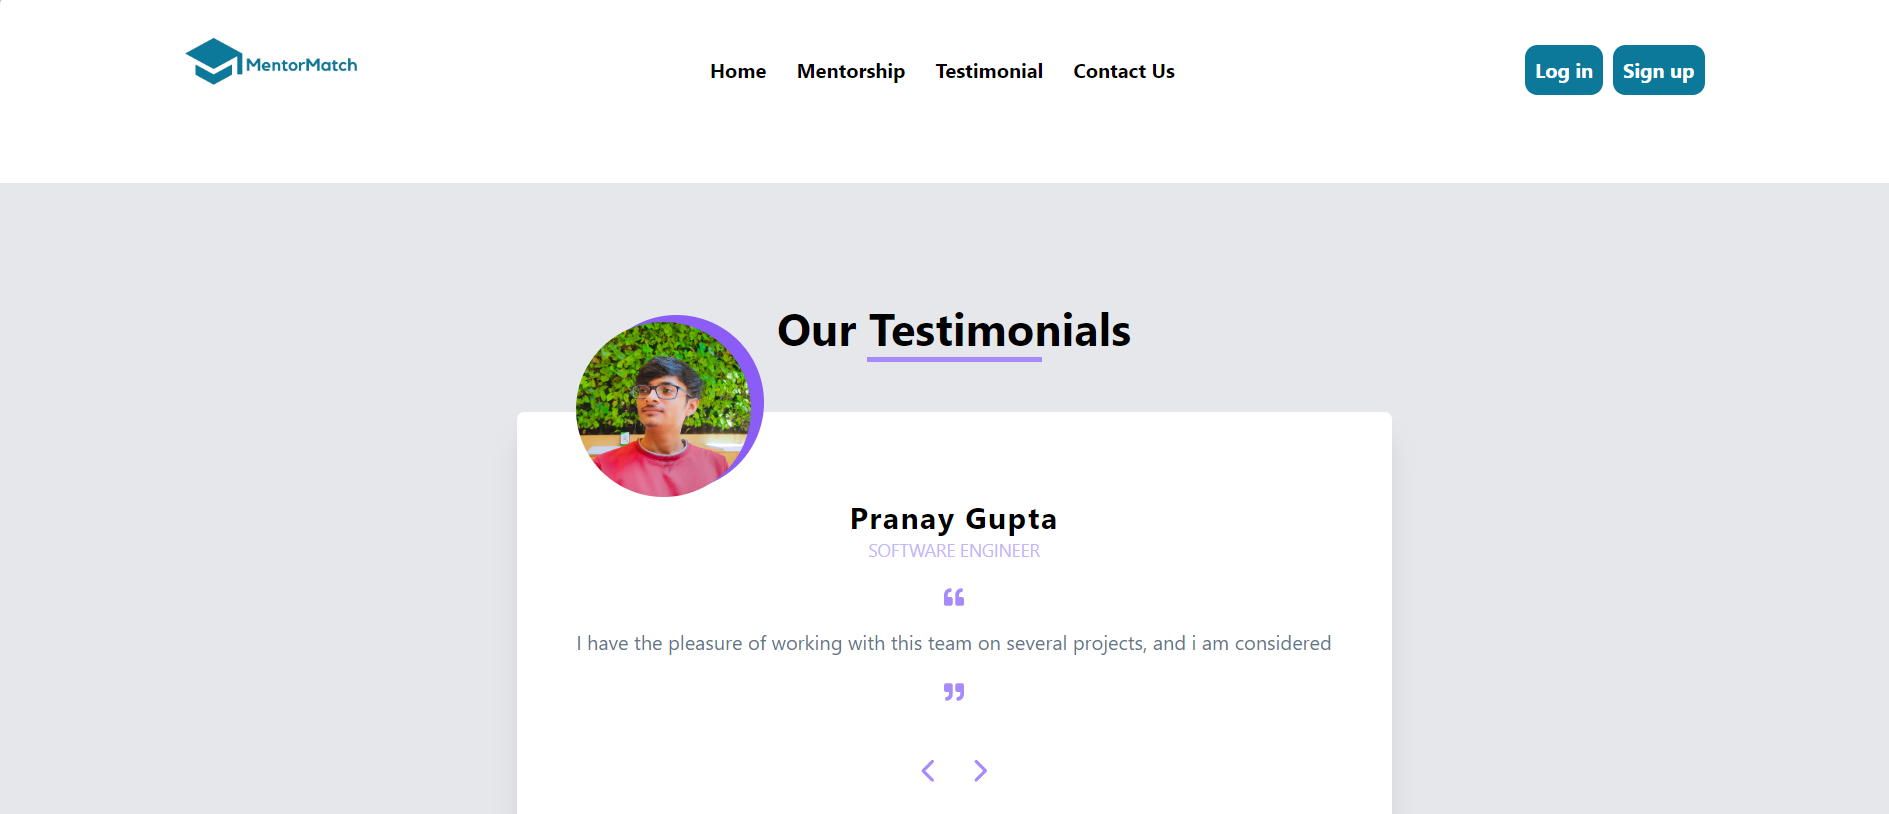 MentorMatch
Home Mentorship Testimonial Contact Us
Log in Sign up
Our Testimonials
Pranay Gupta
SOFTWARE ENGINEER
“
I have the pleasure of working with this team on several projects, and i am considered
”